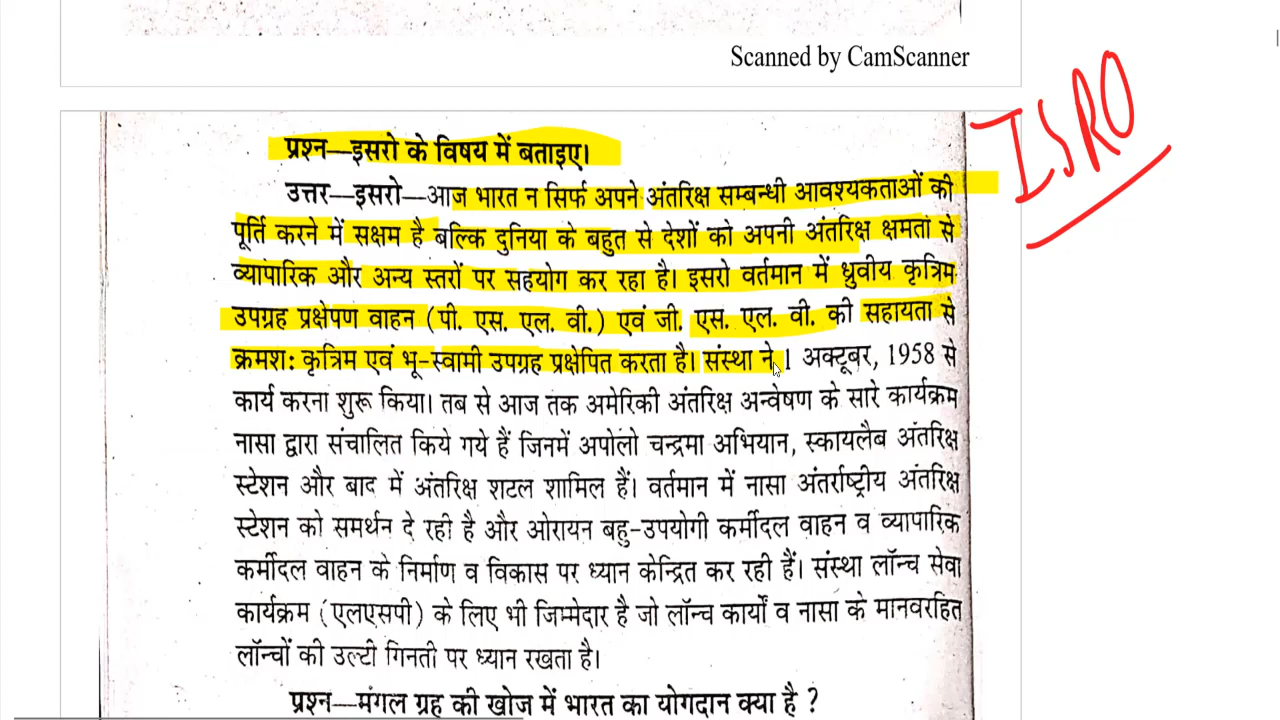 Scanned by CamScanner
ISRO
प्रश्न—इसरो के विषय में बताइए।
उत्तर—इसरो—आज भारत न सिर्फ अपने अंतरिक्ष सम्बन्धी आवश्यकताओं की
पूर्ति करने में सक्षम है बल्कि दुनिया के बहुत से देशों को अपनी अंतरिक्ष क्षमता से
व्यापारिक और अन्य स्तरों पर सहयोग कर रहा है। इसरो वर्तमान में ध्रुवीय कृत्रिम
उपग्रह प्रक्षेपण वाहन (पी. एस. एल. वी.) एवं जी. एस. एल. वी. की सहायता से
क्रमश: कृत्रिम एवं भू-स्वामी उपग्रह प्रक्षेपित करता है। संस्था ने 1 अक्टूबर, 1958 से
कार्य करना शुरू किया। तब से आज तक अमेरिकी अंतरिक्ष अन्वेषण के सारे कार्यक्रम
नासा द्वारा संचालित किये गये हैं जिनमें अपोलो चन्द्रमा अभियान, स्कायलैब अंतरिक्ष
स्टेशन और बाद में अंतरिक्ष शटल शामिल हैं। वर्तमान में नासा अंतर्राष्ट्रीय अंतरिक्ष
स्टेशन को समर्थन दे रही है और ओरायन बहु-उपयोगी कर्मीदल वाहन व व्यापारिक
कर्मीदल वाहन के निर्माण व विकास पर ध्यान केन्द्रित कर रही हैं। संस्था लॉन्च सेवा
कार्यक्रम (एलएसपी) के लिए भी जिम्मेदार है जो लॉन्च कार्यों व नासा के मानवरहित
लॉन्चों की उल्टी गिनती पर ध्यान रखता है।
प्रश्न—मंगल ग्रह की खोज में भारत का योगदान क्या है ?